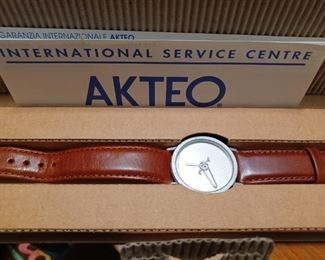 GARANZIA INTERNAZIONALE AKTEO
INTERNATIONAL SERVICE CENTRE
AKTEO